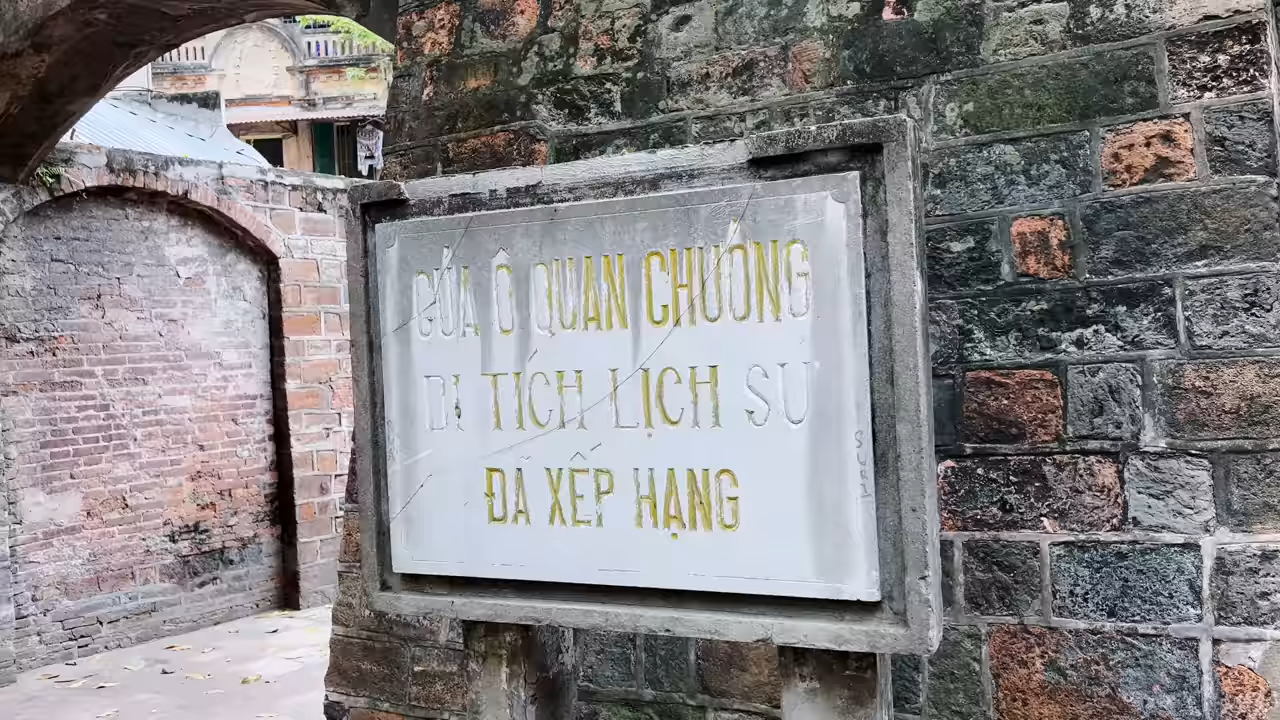 CỬA Ô QUAN CHƯỞNG
DI TÍCH LỊCH SỬ
ĐÃ XẾP HẠNG